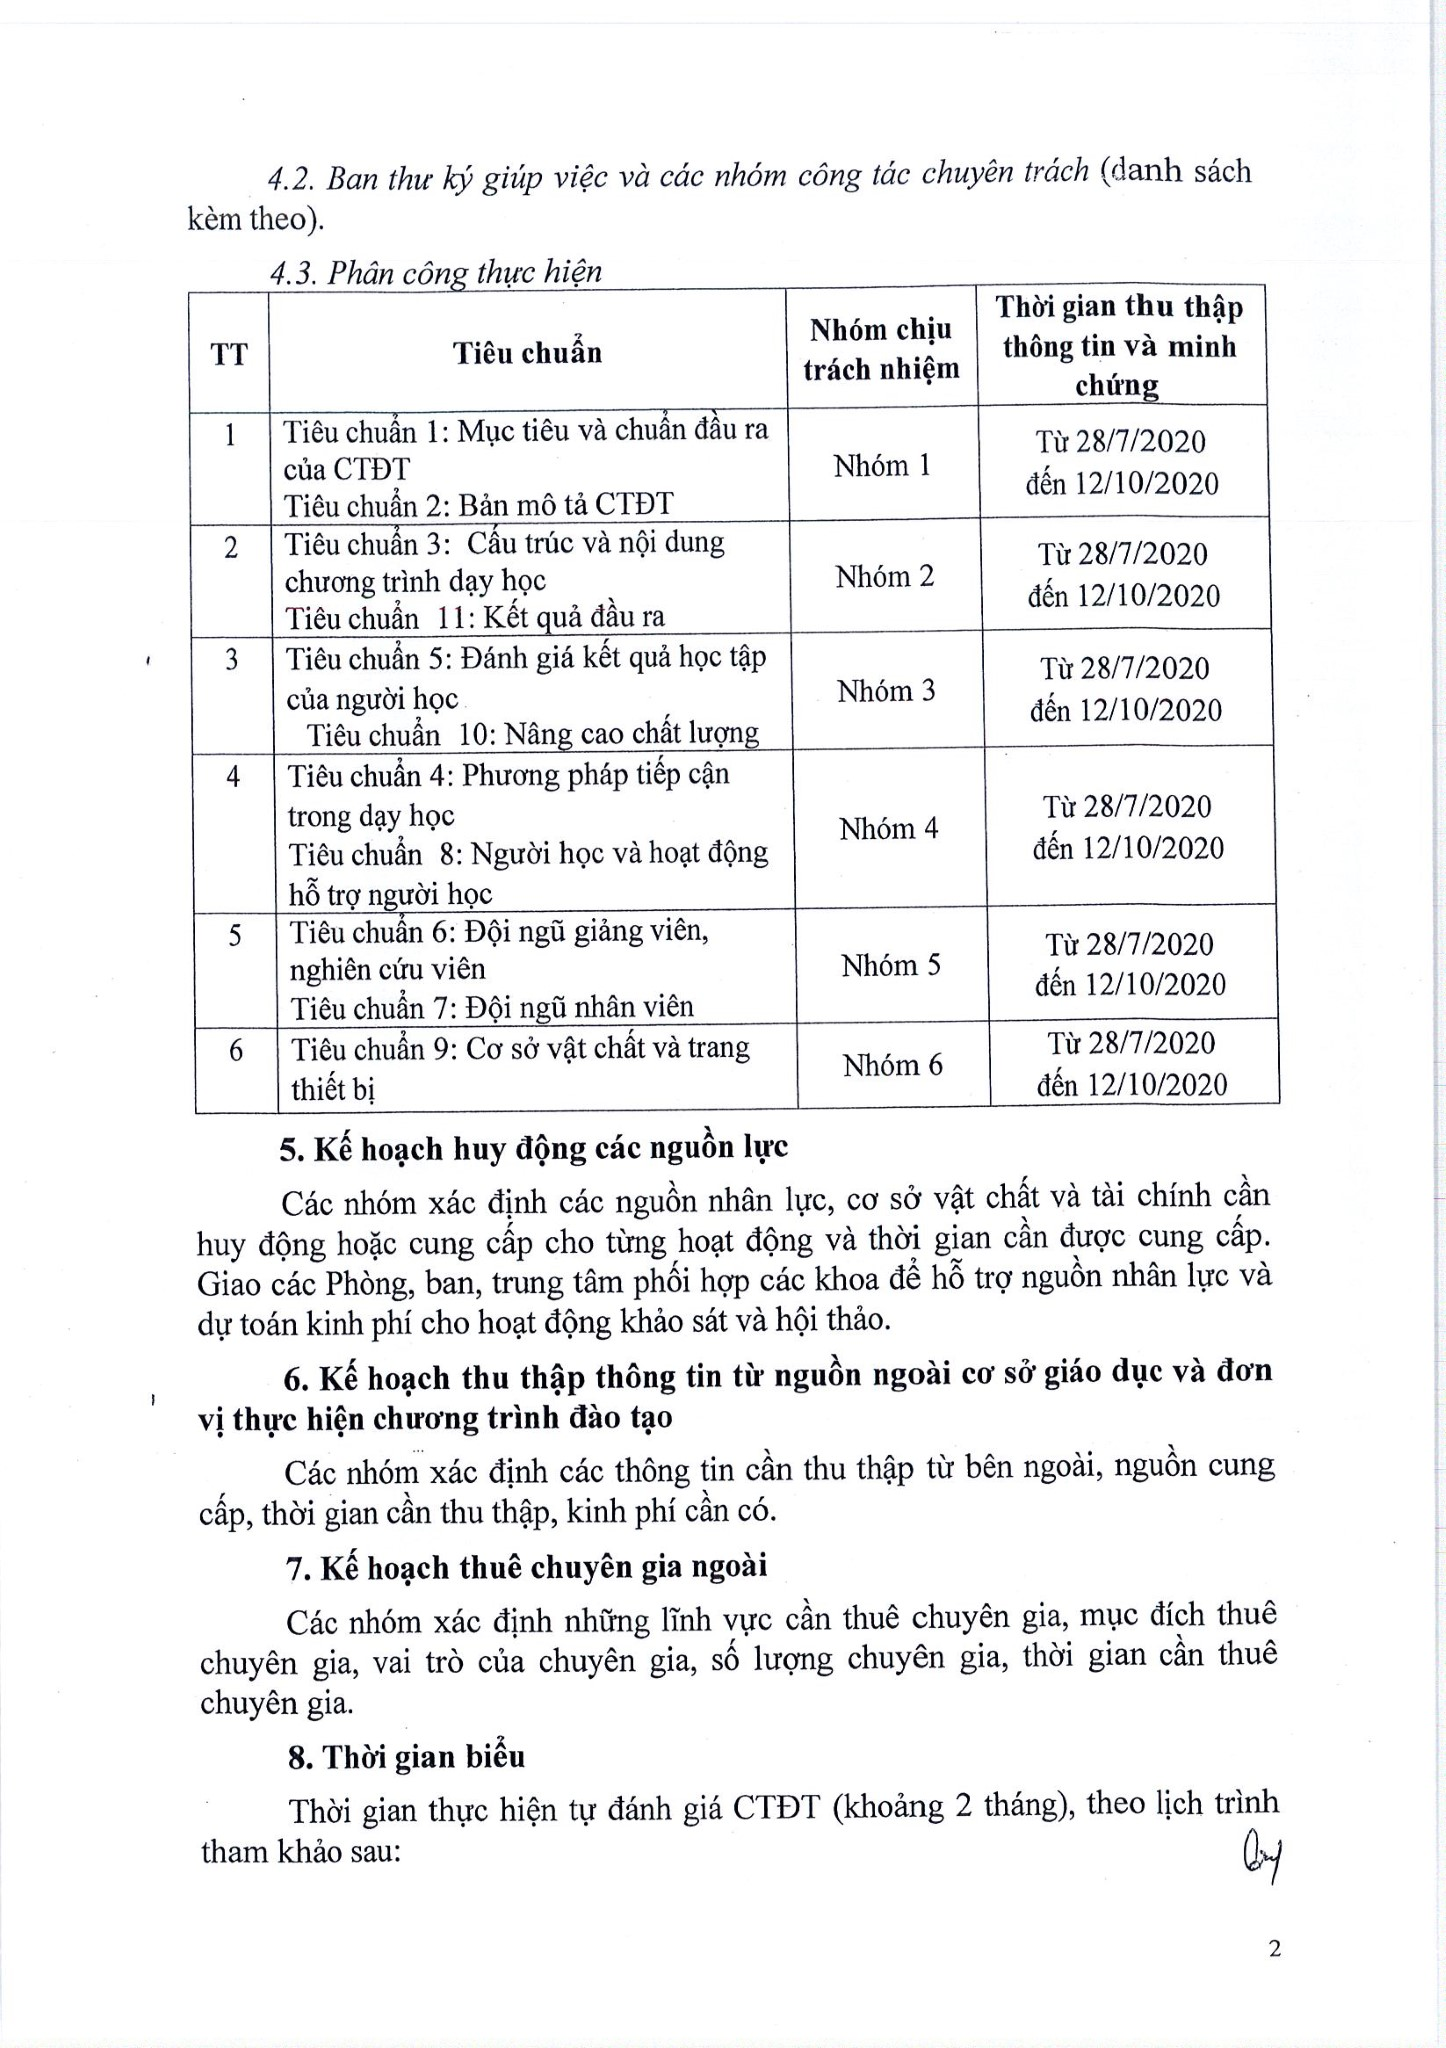 4.2. Ban thư ký giúp việc và các nhóm công tác chuyên trách (danh sách
kèm theo).
4.3. Phân công thực hiện
TT
Tiêu chuẩn
Nhóm chịu
trách nhiệm
Thời gian thu thập
thông tin và minh
chứng
1
Tiêu chuẩn 1: Mục tiêu và chuẩn đầu ra
của CTĐT
Tiêu chuẩn 2: Bản mô tả CTĐT
Nhóm 1
Từ 28/7/2020
đến 12/10/2020
2
Tiêu chuẩn 3: Cấu trúc và nội dung
chương trình dạy học
Tiêu chuẩn 11: Kết quả đầu ra
Nhóm 2
Từ 28/7/2020
đến 12/10/2020
3
Tiêu chuẩn 5: Đánh giá kết quả học tập
của người học
Tiêu chuẩn 10: Nâng cao chất lượng
Nhóm 3
Từ 28/7/2020
đến 12/10/2020
4
Tiêu chuẩn 4: Phương pháp tiếp cận
trong dạy học
Tiêu chuẩn 8: Người học và hoạt động
hỗ trợ người học
Nhóm 4
Từ 28/7/2020
đến 12/10/2020
5
Tiêu chuẩn 6: Đội ngũ giảng viên,
nghiên cứu viên
Tiêu chuẩn 7: Đội ngũ nhân viên
Nhóm 5
Từ 28/7/2020
đến 12/10/2020
6
Tiêu chuẩn 9: Cơ sở vật chất và trang
thiết bị
Nhóm 6
Từ 28/7/2020
đến 12/10/2020
5. Kế hoạch huy động các nguồn lực
Các nhóm xác định các nguồn nhân lực, cơ sở vật chất và tài chính cần
huy động hoặc cung cấp cho từng hoạt động và thời gian cần được cung cấp.
Giao các Phòng, ban, trung tâm phối hợp các khoa để hỗ trợ nguồn nhân lực và
dự toán kinh phí cho hoạt động khảo sát và hội thảo.
6. Kế hoạch thu thập thông tin từ nguồn ngoài cơ sở giáo dục và đơn
vị thực hiện chương trình đào tạo
Các nhóm xác định các thông tin cần thu thập từ bên ngoài, nguồn cung
cấp, thời gian cần thu thập, kinh phí cần có.
7. Kế hoạch thuê chuyên gia ngoài
Các nhóm xác định những lĩnh vực cần thuê chuyên gia, mục đích thuê
chuyên gia, vai trò của chuyên gia, số lượng chuyên gia, thời gian cần thuê
chuyên gia.
8. Thời gian biểu
Thời gian thực hiện tự đánh giá CTĐT (khoảng 2 tháng), theo lịch trình
tham khảo sau:
2